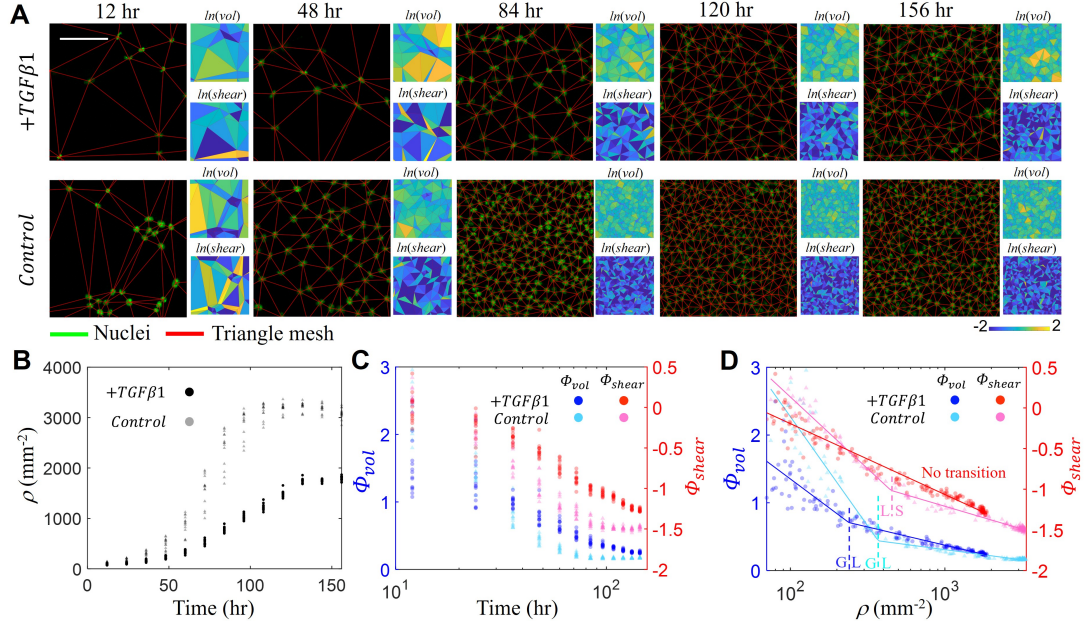 A
12 hr 48 hr 84 hr 120 hr 156 hr
ln(vol) ln(vol) ln(vol) ln(vol) ln(vol)
+TGFβ1
ln(shear) ln(shear) ln(shear) ln(shear) ln(shear)
ln(vol) ln(vol) ln(vol) ln(vol) ln(vol)
Control
ln(shear) ln(shear) ln(shear) ln(shear) ln(shear)
Nuclei Triangle mesh
-2 2
B
4000
3000
2000
1000
0
ρ (mm⁻²)
+TGFβ1
Control
0 50 100 150
Time (hr)
C
3
2
1
0
Φvol
Φvol Φshear
+TGFβ1
Control
0.5
0
-0.5
-1
-1.5
-2
Φshear
10¹ 10²
Time (hr)
D
3
2
1
0
Φvol
Φvol Φshear
+TGFβ1
Control
No transition
L S
G L
G L
0.5
0
-0.5
-1
-1.5
-2
Φshear
10² 10³
ρ (mm⁻²)